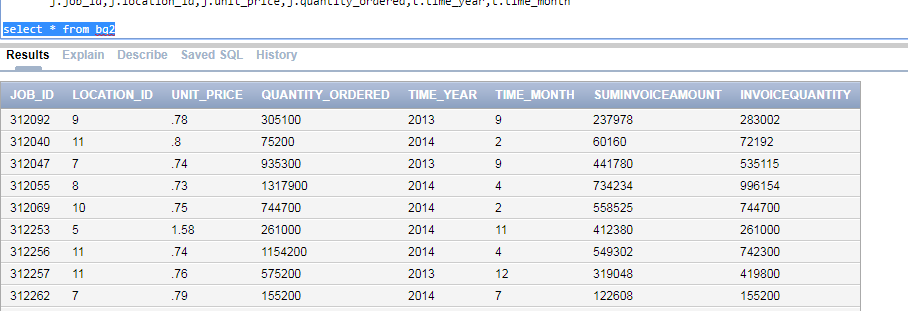 j.job_id,j.location_id,j.unit_price,j.quantity_ordered,t.time_year,t.time_month
select * from bq2
Results Explain Describe Saved SQL History
JOB_ID LOCATION_ID UNIT_PRICE QUANTITY_ORDERED TIME_YEAR TIME_MONTH SUMINVOICEAMOUNT INVOICEQUANTITY
312092 9 .78 305100 2013 9 237978 283002
312040 11 .8 75200 2014 2 60160 72192
312047 7 .74 935300 2013 9 441780 535115
312055 8 .73 1317900 2014 4 734234 996154
312069 10 .75 744700 2014 2 558525 744700
312253 5 1.58 261000 2014 11 412380 261000
312256 11 .74 1154200 2014 4 549302 742300
312257 11 .76 575200 2013 12 319048 419800
312262 7 .79 155200 2014 7 122608 155200